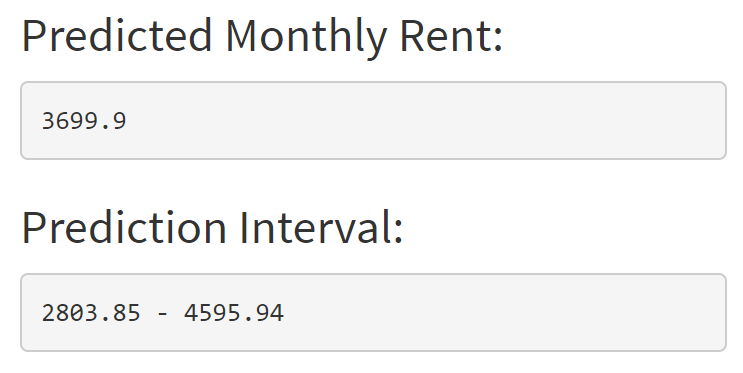 Predicted Monthly Rent:
3699.9
Prediction Interval:
2803.85 - 4595.94